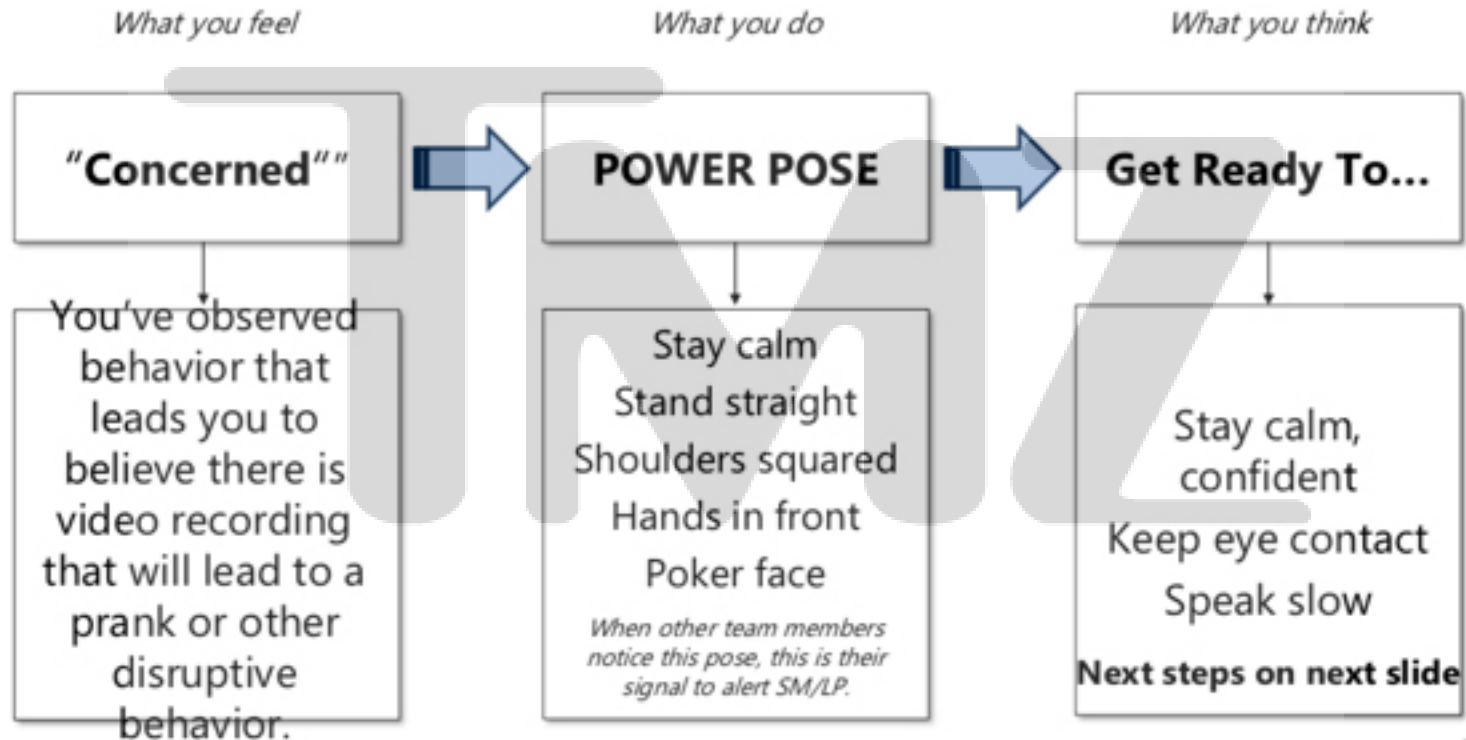 What you feel
What you do
What you think
“Concerned“”
POWER POSE
Get Ready To...
You've observed
behavior that
leads you to
believe there is
video recording
that will lead to a
prank or other
disruptive
behavior.
Stay calm
Stand straight
Shoulders squared
Hands in front
Poker face
When other team members
notice this pose, this is their
signal to alert SM/LP.
Stay calm,
confident
Keep eye contact
Speak slow
Next steps on next slide
TMZ